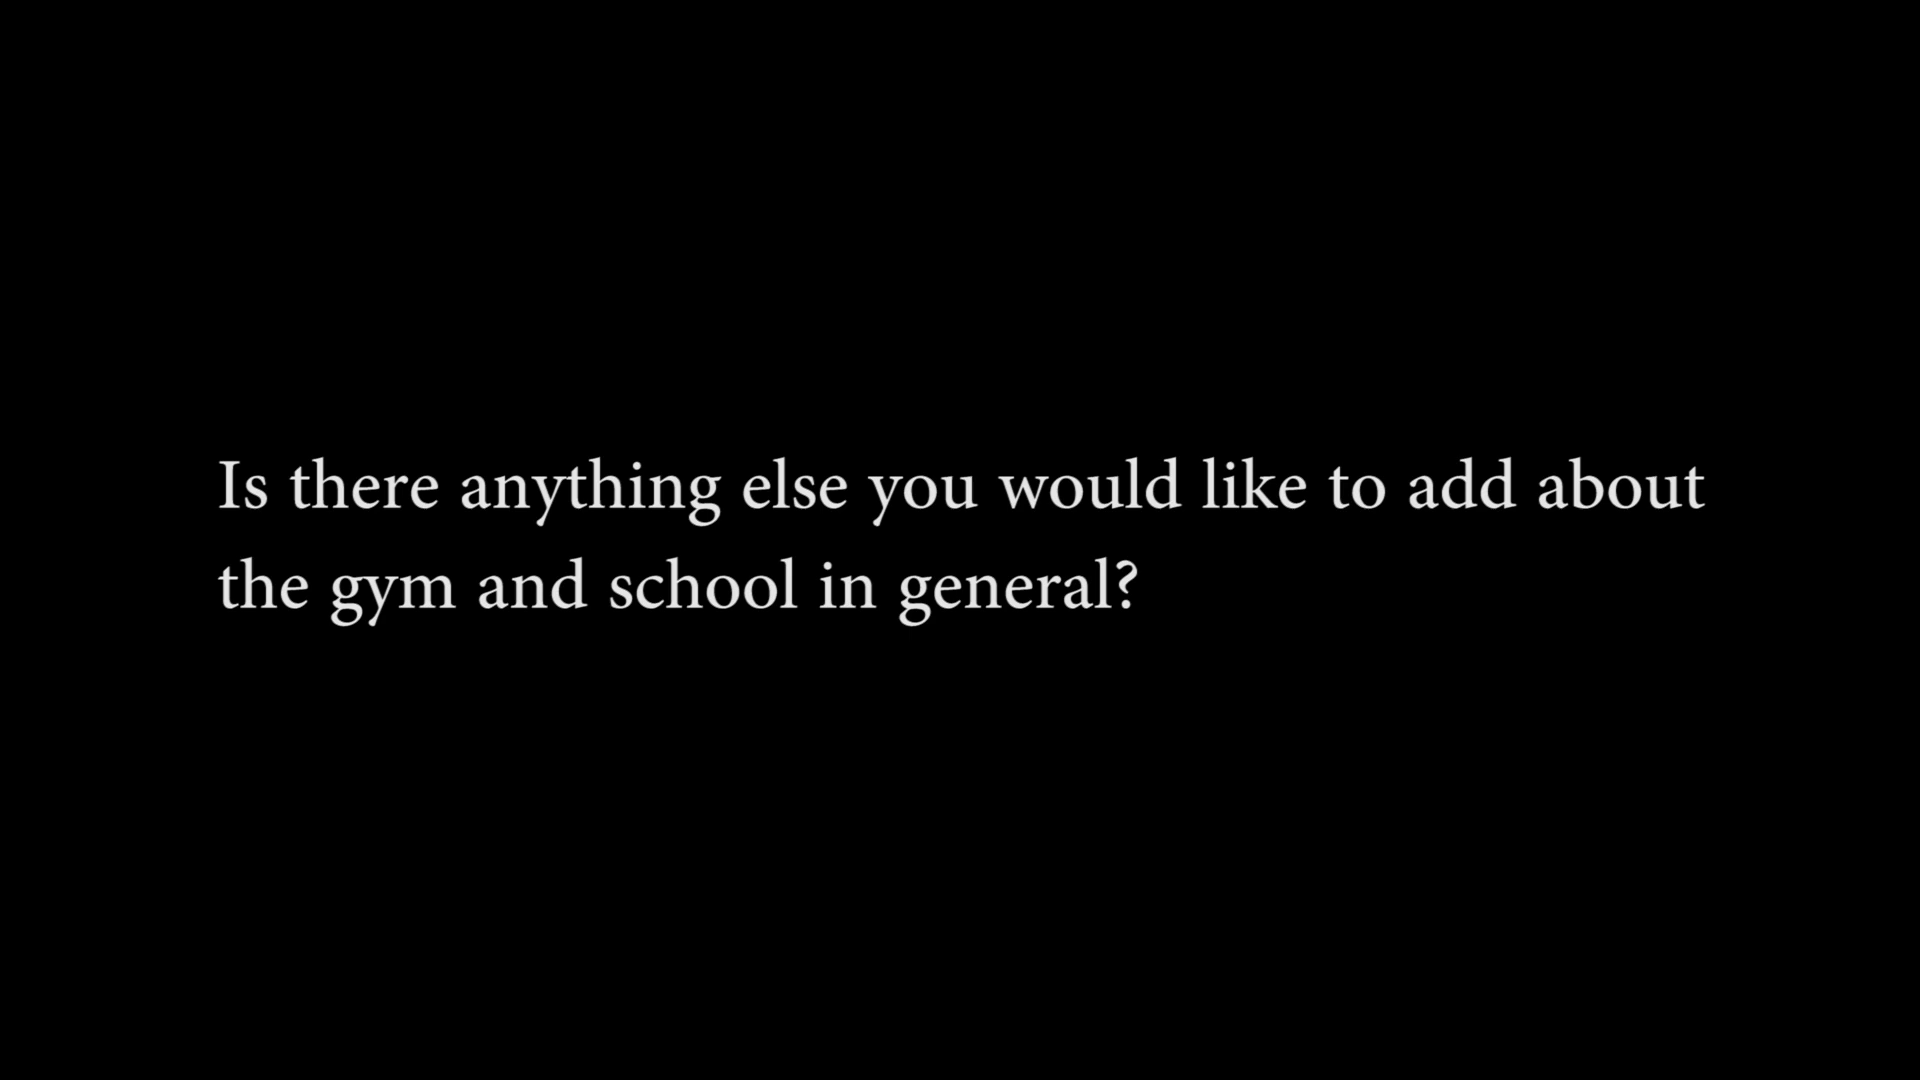 Is there anything else you would like to add about
the gym and school in general?